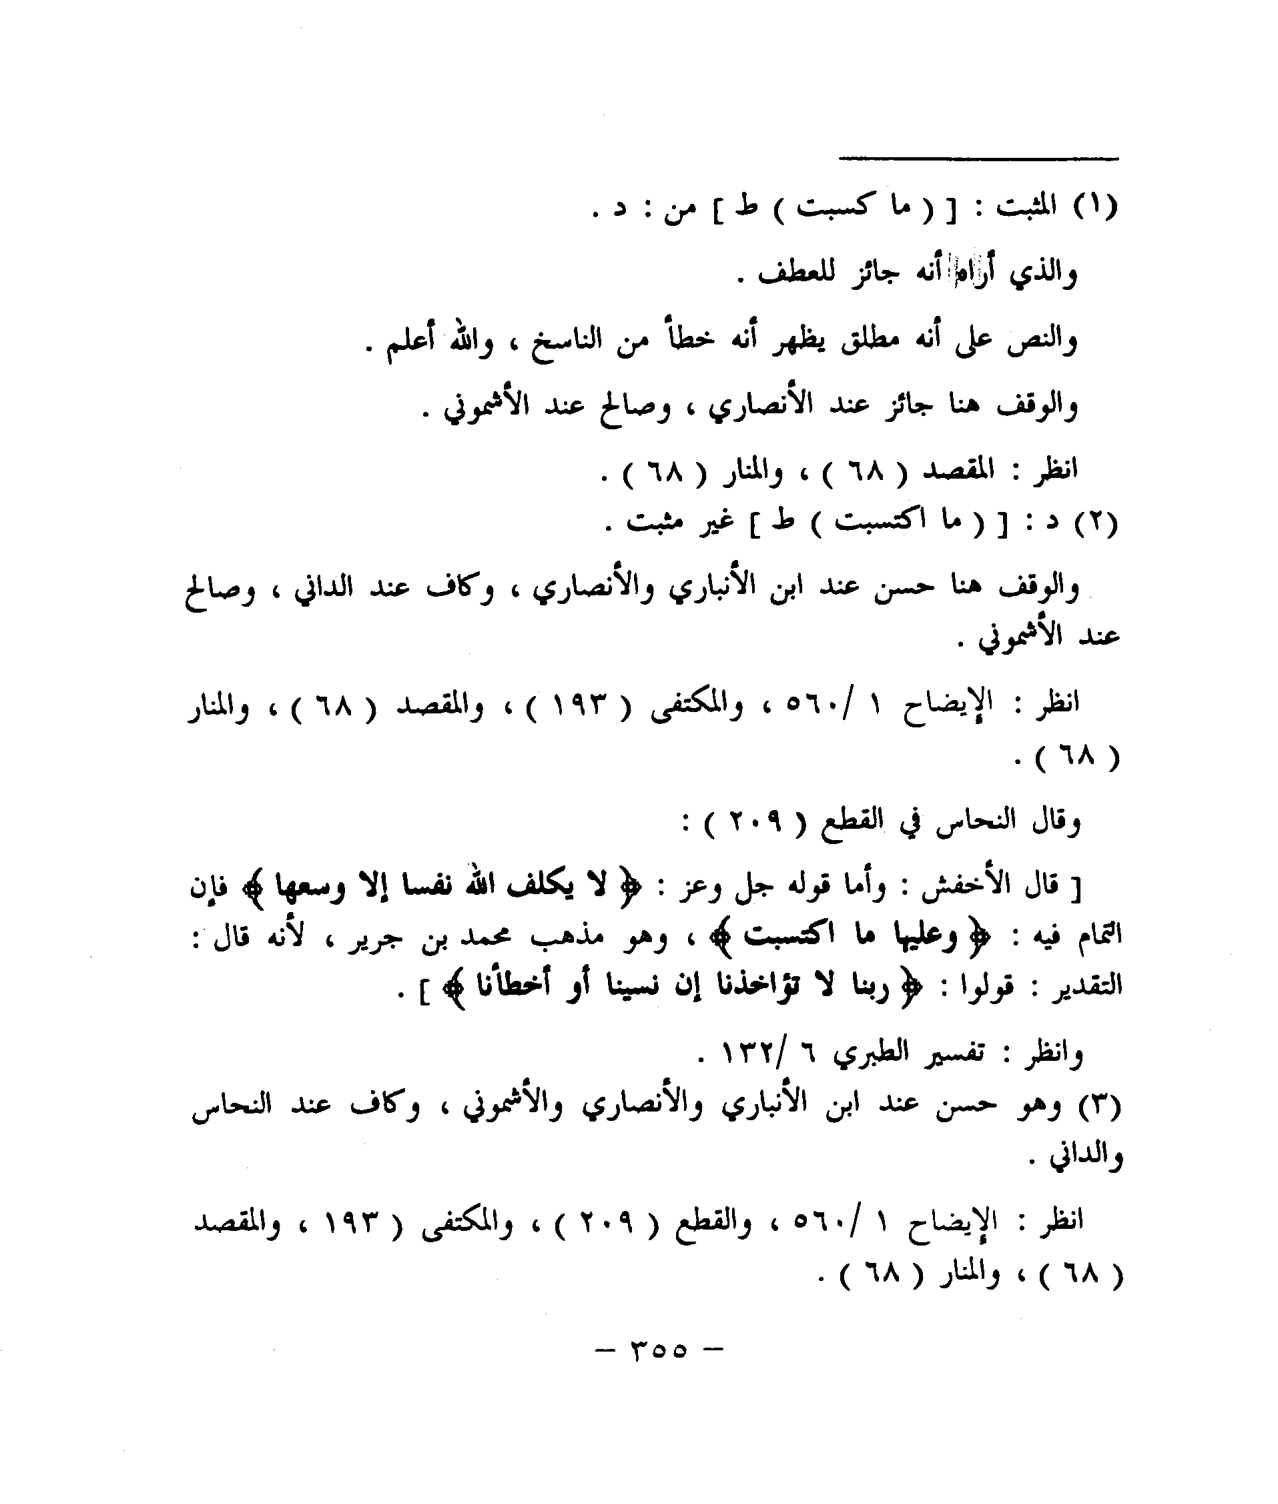 (١) المثبت : [ ( ما كسبت ) ط ] من : د .
والذي أراه أنه جائز للعطف .
والنص على أنه مطلق يظهر أنه خطأ من الناسخ ، والله أعلم .
والوقف هنا جائز عند الأنصاري ، وصالح عند الأشموني .
انظر : المقصد ( ٦٨ ) ، والمنار ( ٦٨ ) .
(٢) د : [ ( ما اكتسبت ) ط ] غير مثبت .
والوقف هنا حسن عند ابن الأنباري والأنصاري ، وكاف عند الداني ، وصالح
عند الأشموني .
انظر : الإيضاح ١ /٥٦٠ ، والمكتفى ( ١٩٣ ) ، والمقصد ( ٦٨ ) ، والمنار
( ٦٨ ) .
وقال النحاس في القطع ( ٢٠٩ ) :
[ قال الأخفش : وأما قوله جل وعز : ﴿ لا يكلف الله نفسا إلا وسعها ﴾ فإن
التمام فيه : ﴿ وعليها ما اكتسبت ﴾ ، وهو مذهب محمد بن جرير ، لأنه قال :
التقدير : قولوا : ﴿ ربنا لا تؤاخذنا إن نسينا أو أخطأنا ﴾ ] .
وانظر : تفسير الطبري ٦ /١٣٢ .
(٣) وهو حسن عند ابن الأنباري والأنصاري والأشموني ، وكاف عند النحاس
والداني .
انظر : الإيضاح ١ /٥٦٠ ، والقطع ( ٢٠٩ ) ، والمكتفى ( ١٩٣ ، والمقصد
( ٦٨ ) ، والمنار ( ٦٨ ) .
– ٣٥٥ –